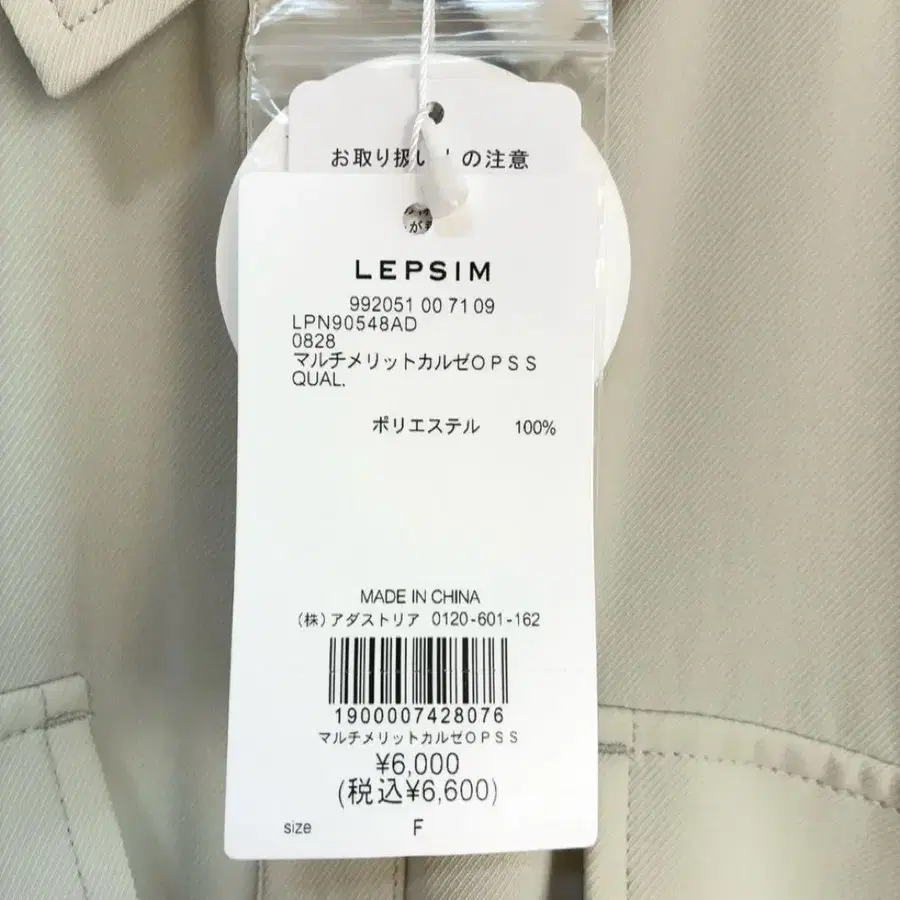 お取り扱い上の注意
LEPSIM
992051 00 71 09
LPN90548AD
0828
マルチメリットカルゼOPSS
QUAL.
ポリエステル 100%
MADE IN CHINA
(株)アダストリア 0120-601-162
1900007428076
マルチメリットカルゼOPSS
¥6,000
(税込¥6,600)
size F